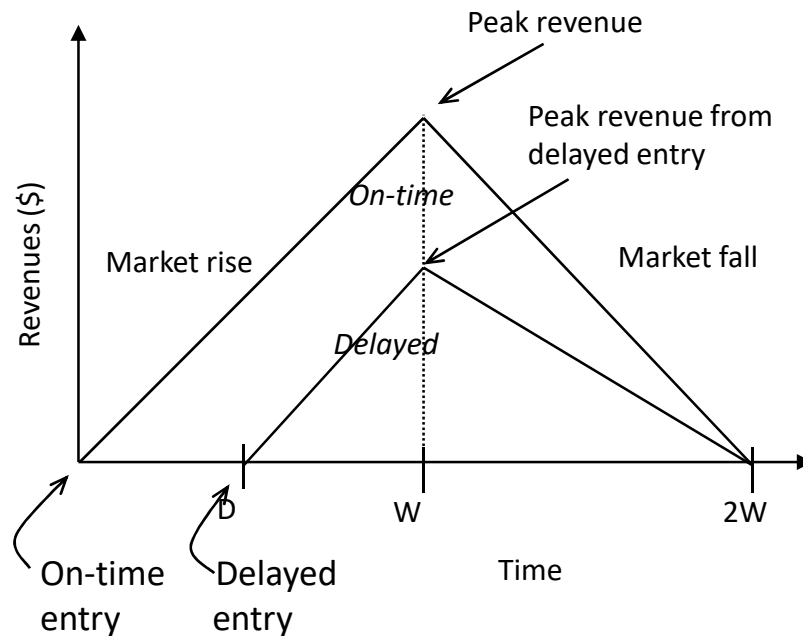 Peak revenue
Peak revenue from
delayed entry
On-time
Market rise
Market fall
Delayed
Revenues ($)
D
W
2W
On-time
entry
Delayed
entry
Time